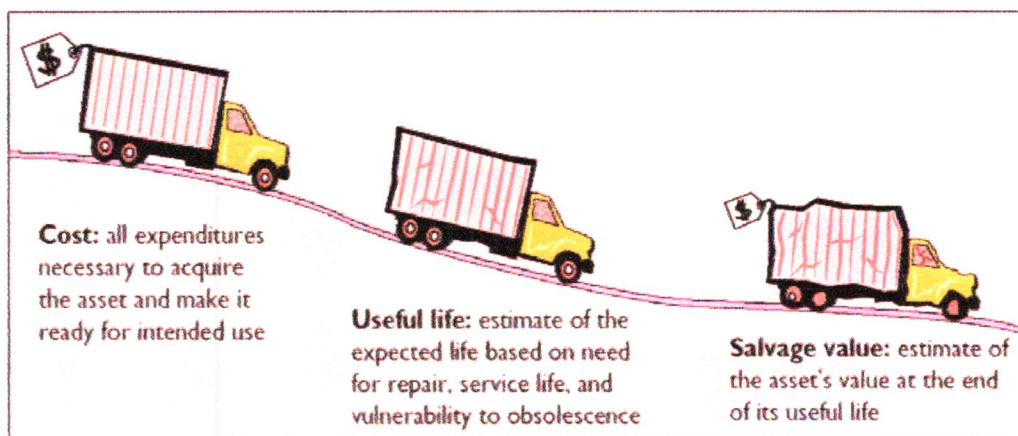 $
Cost: all expenditures
necessary to acquire
the asset and make it
ready for intended use
Useful life: estimate of the
expected life based on need
for repair, service life, and
vulnerability to obsolescence
$
Salvage value: estimate of
the asset's value at the end
of its useful life